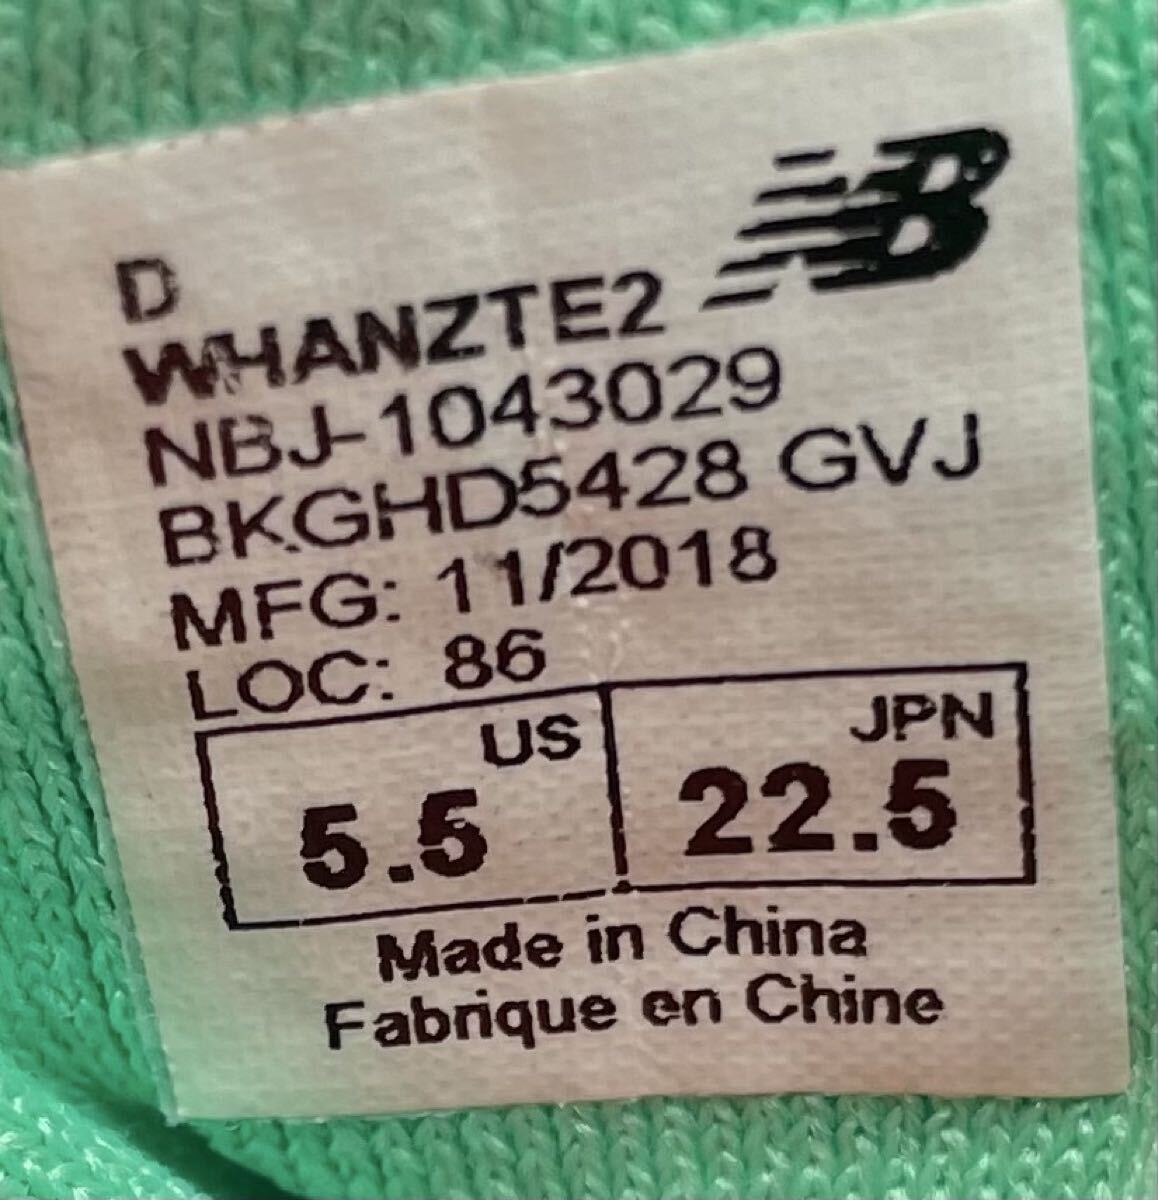 D
WHANZTE2
NBJ-1043029
BKGHD5428 GVJ
MFG: 11/2018
LOC: 86
US JPN
5.5 22.5
Made in China
Fabrique en Chine